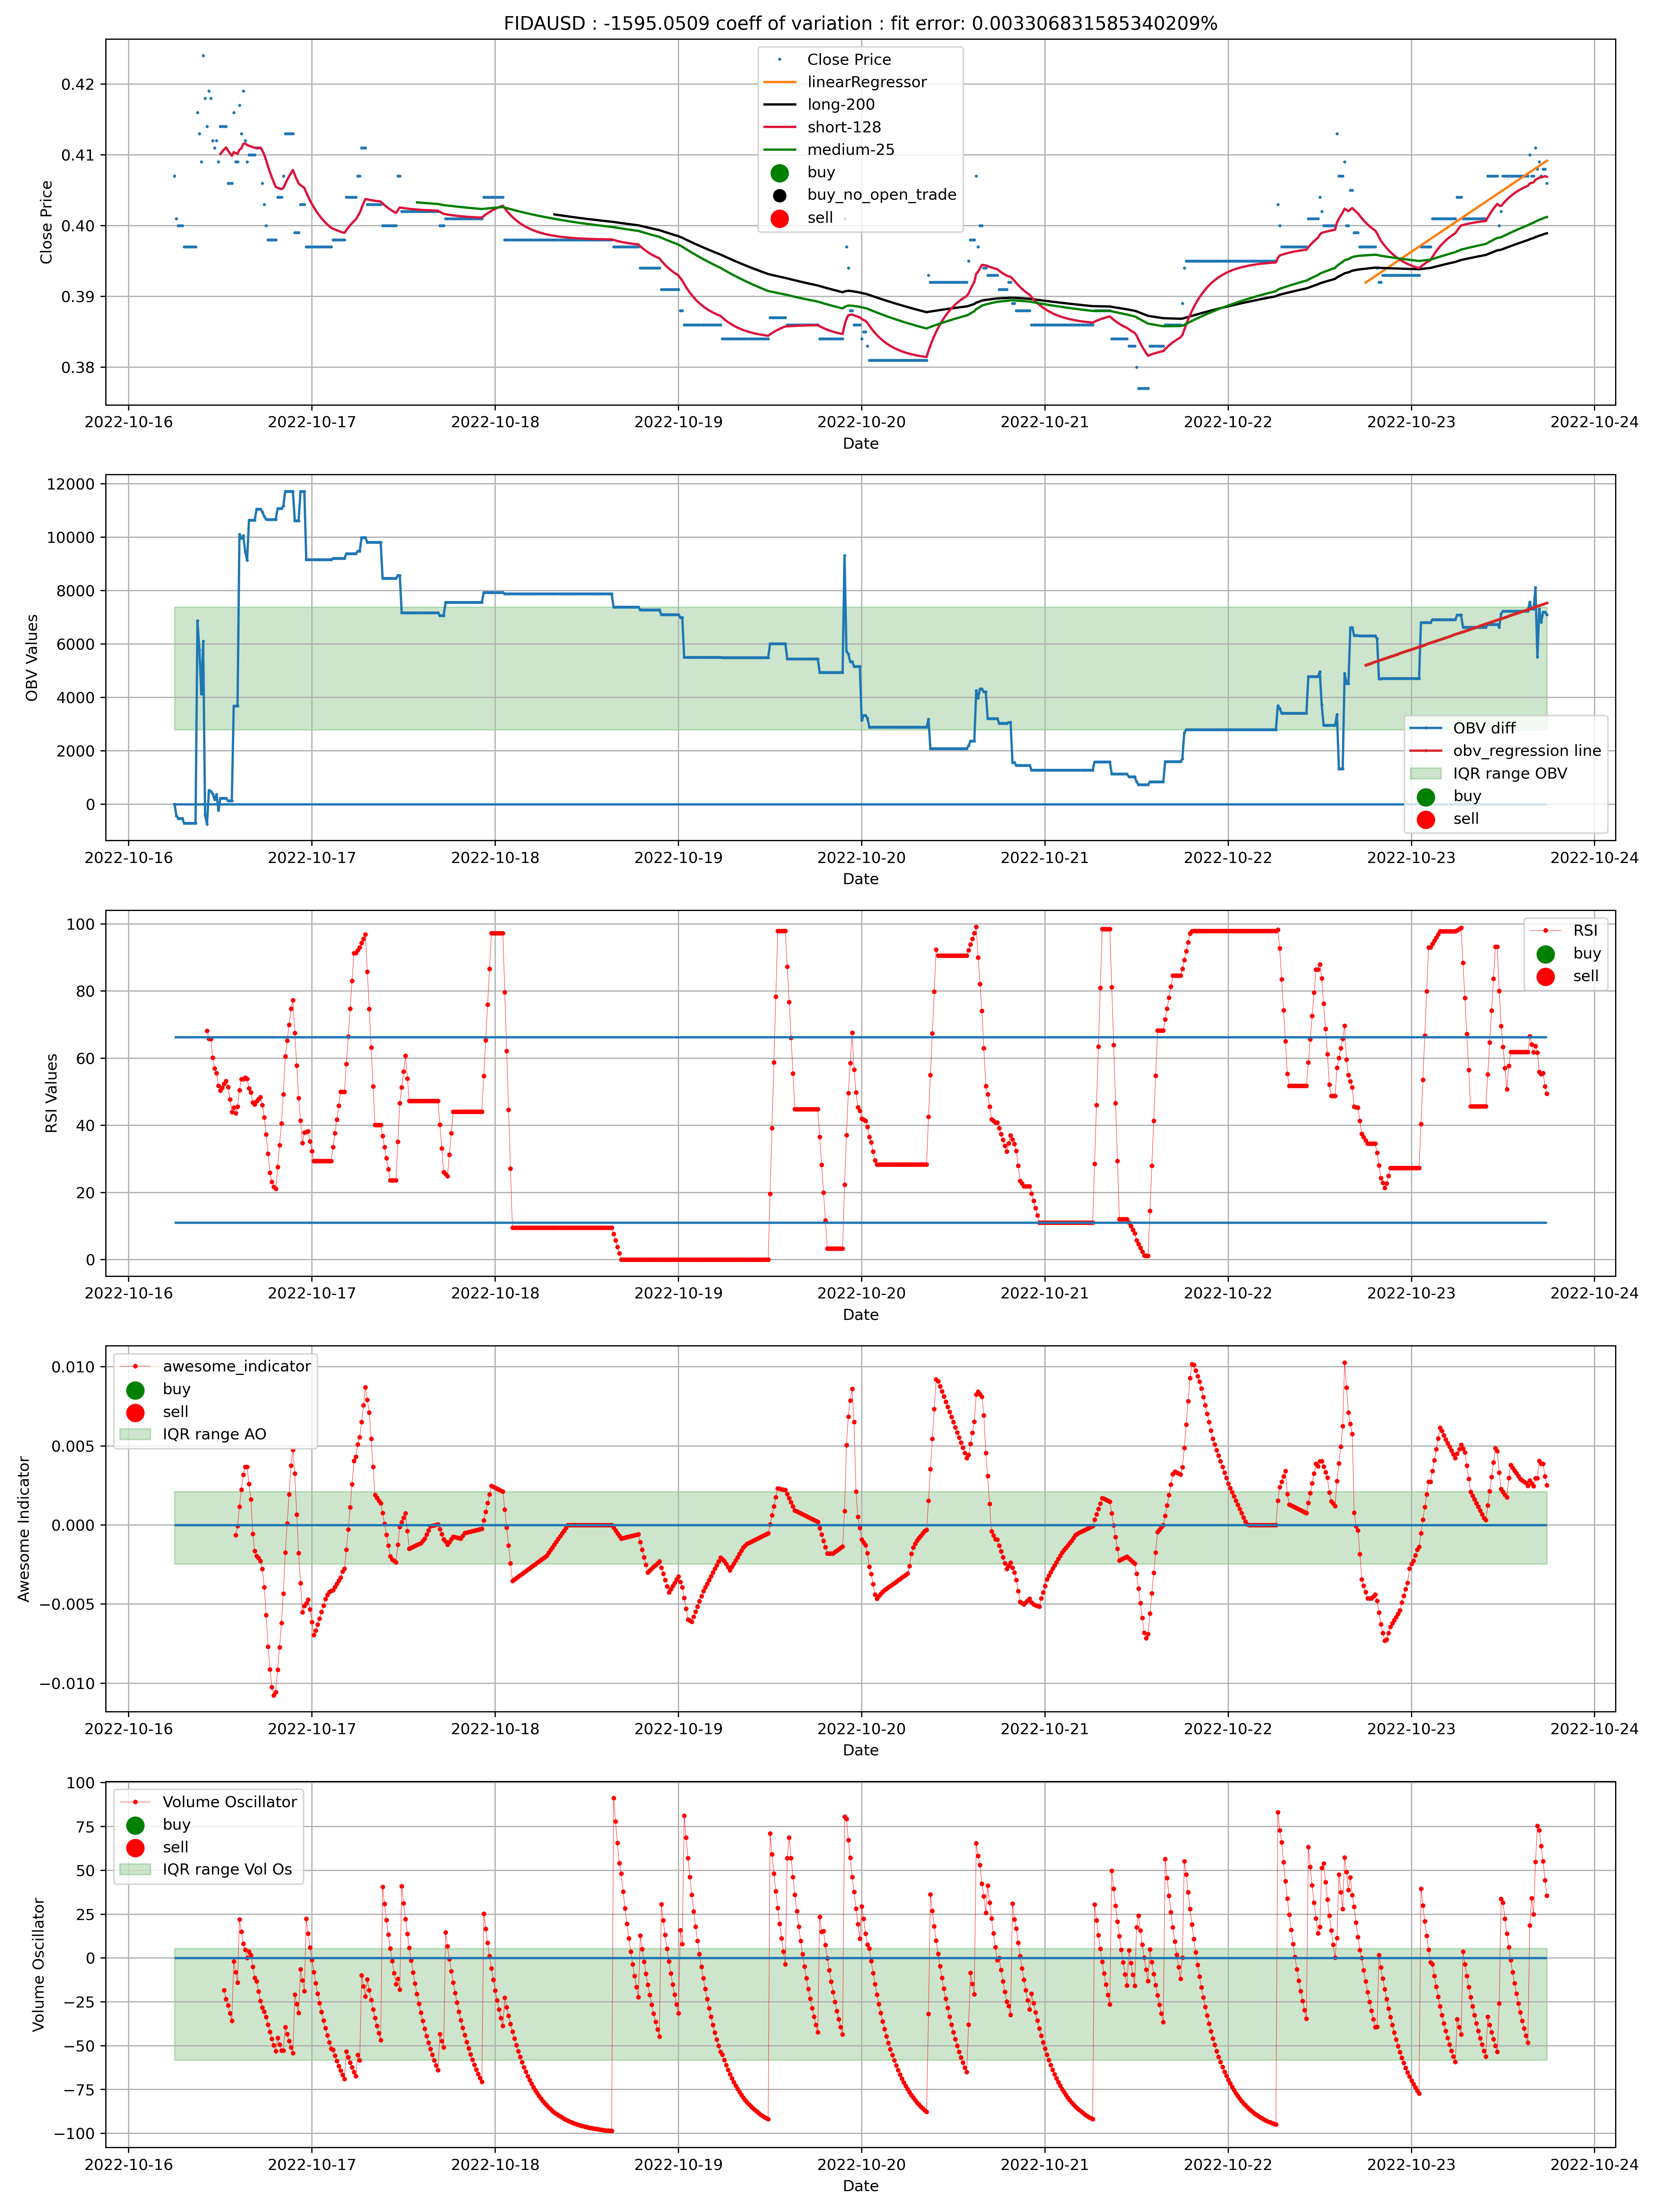 FIDAUSD : -1595.0509 coeff of variation : fit error: 0.003306831585340209%
Close Price
linearRegressor
long-200
short-128
medium-25
buy
buy_no_open_trade
sell
Close Price
0.42
0.41
0.40
0.39
0.38
2022-10-16 2022-10-17 2022-10-18 2022-10-19 2022-10-20 2022-10-21 2022-10-22 2022-10-23 2022-10-24
Date
OBV Values
12000
10000
8000
6000
4000
2000
0
OBV diff
obv_regression line
IQR range OBV
buy
sell
2022-10-16 2022-10-17 2022-10-18 2022-10-19 2022-10-20 2022-10-21 2022-10-22 2022-10-23 2022-10-24
Date
RSI Values
100
80
60
40
20
0
RSI
buy
sell
2022-10-16 2022-10-17 2022-10-18 2022-10-19 2022-10-20 2022-10-21 2022-10-22 2022-10-23 2022-10-24
Date
Awesome Indicator
0.010
0.005
0.000
−0.005
−0.010
awesome_indicator
buy
sell
IQR range AO
2022-10-16 2022-10-17 2022-10-18 2022-10-19 2022-10-20 2022-10-21 2022-10-22 2022-10-23 2022-10-24
Date
Volume Oscillator
100
75
50
25
0
−25
−50
−75
−100
Volume Oscillator
buy
sell
IQR range Vol Os
2022-10-16 2022-10-17 2022-10-18 2022-10-19 2022-10-20 2022-10-21 2022-10-22 2022-10-23 2022-10-24
Date